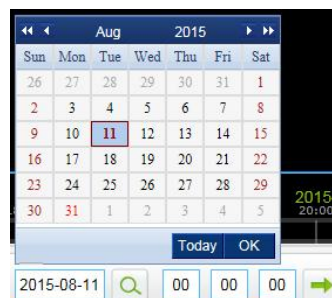 Aug 2015
Sun Mon Tue Wed Thu Fri Sat
26 27 28 29 30 31 1
2 3 4 5 6 7 8
9 10 11 12 13 14 15
16 17 18 19 20 21 22
23 24 25 26 27 28 29
30 31 1 2 3 4 5
2015
20:00
Today OK
2015-08-11 00 00 00